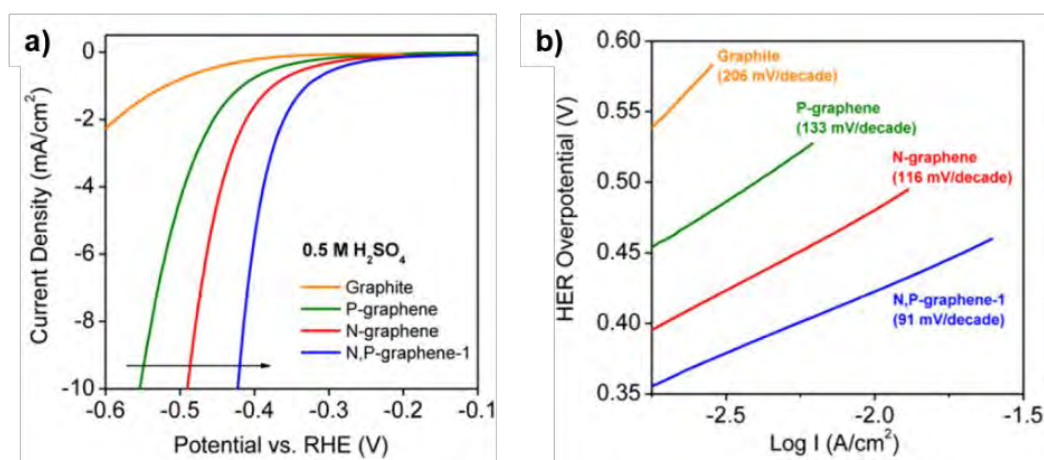 a)
0
-2
-4
-6
-8
-10
Current Density (mA/cm²)
0.5 M H₂SO₄
Graphite
P-graphene
N-graphene
N,P-graphene-1
-0.6 -0.5 -0.4 -0.3 -0.2 -0.1
Potential vs. RHE (V)
b)
0.60
0.55
0.50
0.45
0.40
0.35
HER Overpotential (V)
Graphite
(206 mV/decade)
P-graphene
(133 mV/decade)
N-graphene
(116 mV/decade)
N,P-graphene-1
(91 mV/decade)
-2.5 -2.0 -1.5
Log I (A/cm²)